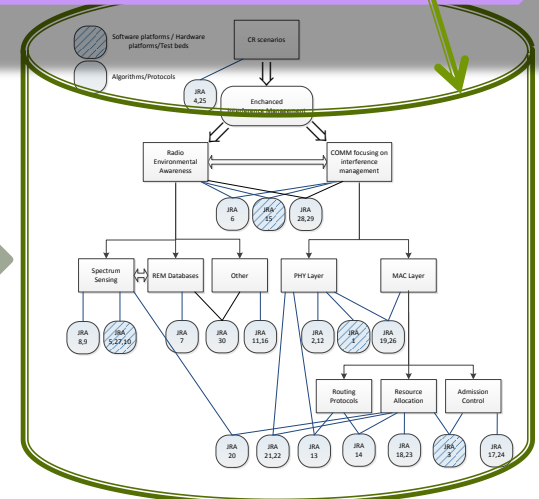 Software platforms / Hardware
platforms/Test beds
CR scenarios
Algorithms/Protocols
JRA
4,25
Enchanced
Radio
Environmental
Awareness
COMM focusing on
interference
management
JRA
6
JRA
15
JRA
28,29
Spectrum
Sensing
REM Databases
Other
PHY Layer
MAC Layer
JRA
8,9
JRA
5,27,10
JRA
7
JRA
30
JRA
11,16
JRA
2,12
JRA
1
JRA
19,26
Routing
Protocols
Resource
Allocation
Admission
Control
JRA
20
JRA
21,22
JRA
13
JRA
14
JRA
18,23
JRA
3
JRA
17,24